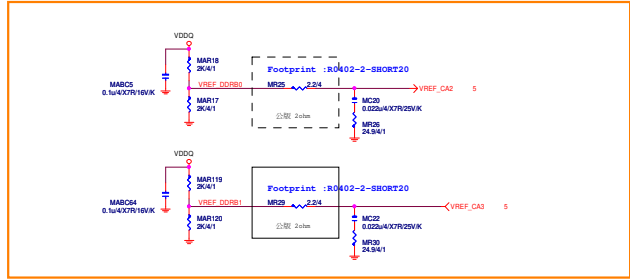 VDDQ
MAR18
2K/4/1
MABC5
0.1u/4/X7R/16V/K
MAR17
2K/4/1
VREF_DDRB0
Footprint :R0402-2-SHORT20
MR25 2.2/4
公版 2ohm
VREF_CA2 5
MC20
0.022u/4/X7R/25V/K
MR26
24.9/4/1
VDDQ
MAR119
2K/4/1
MABC64
0.1u/4/X7R/16V/K
MAR120
2K/4/1
VREF_DDRB1
Footprint :R0402-2-SHORT20
MR29 2.2/4
公版 2ohm
VREF_CA3 5
MC22
0.022u/4/X7R/25V/K
MR30
24.9/4/1